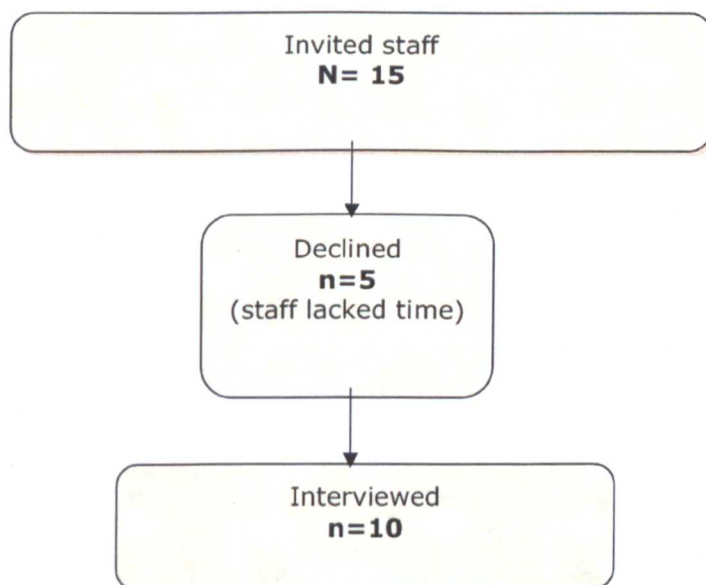 Invited staff
N= 15
Declined
n=5
(staff lacked time)
Interviewed
n=10